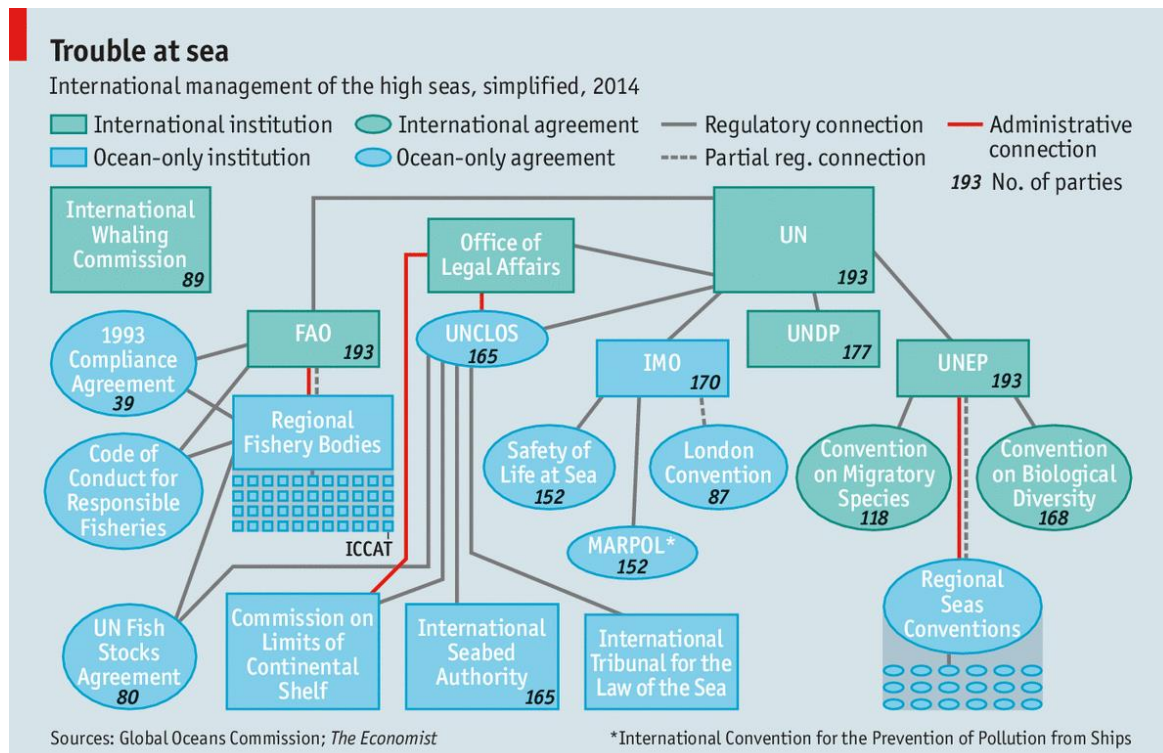 Trouble at sea
International management of the high seas, simplified, 2014
International institution
International agreement
Regulatory connection
Administrative
connection
Ocean-only institution
Ocean-only agreement
Partial reg. connection
193 No. of parties
International
Whaling
Commission
89
Office of
Legal Affairs
UN
193
1993
Compliance
Agreement
39
FAO
193
UNCLOS
165
IMO
170
UNDP
177
UNEP
193
Regional
Fishery Bodies
ICCAT
Code of
Conduct for
Responsible
Fisheries
Safety of
Life at Sea
152
London
Convention
87
MARPOL*
152
Convention
on Migratory
Species
118
Convention
on Biological
Diversity
168
Regional
Seas
Conventions
UN Fish
Stocks
Agreement
80
Commission on
Limits of
Continental
Shelf
International
Seabed
Authority
165
International
Tribunal for the
Law of the Sea
Sources: Global Oceans Commission; The Economist
*International Convention for the Prevention of Pollution from Ships